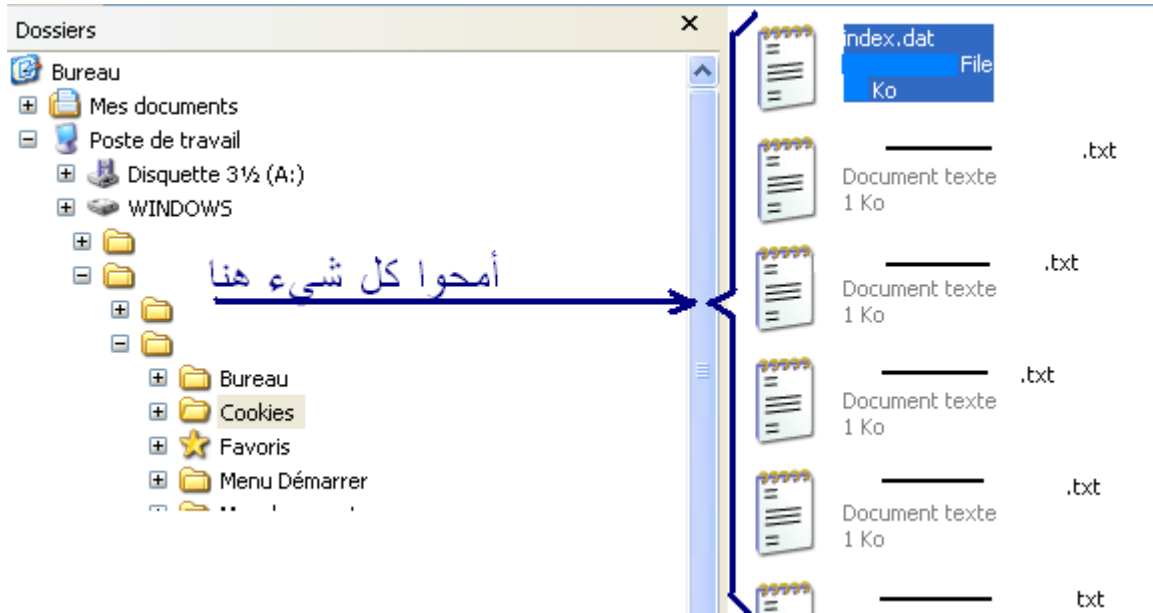 Dossiers
Bureau
Mes documents
Poste de travail
Disquette 3½ (A:)
WINDOWS
أمحوا كل شيء هنا
Bureau
Cookies
Favoris
Menu Démarrer
index.dat
File
Ko
.txt
Document texte
1 Ko
.txt
Document texte
1 Ko
.txt
Document texte
1 Ko
.txt
Document texte
1 Ko
txt